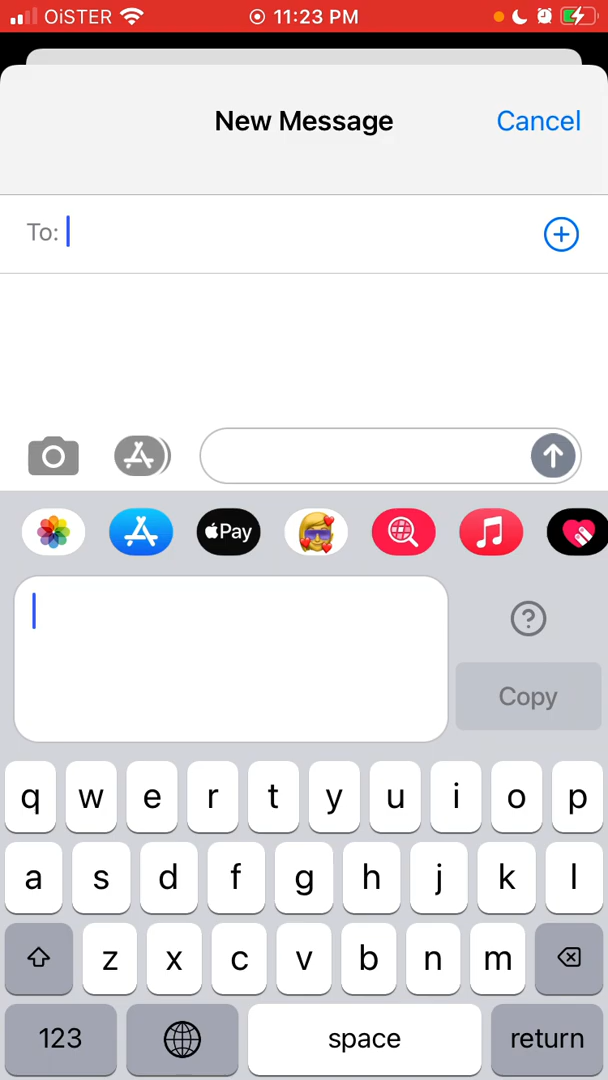 OiSTER 11:23 PM
New Message Cancel
To:
Pay
Copy
q w e r t y u i o p
a s d f g h j k l
z x c v b n m
123 space return